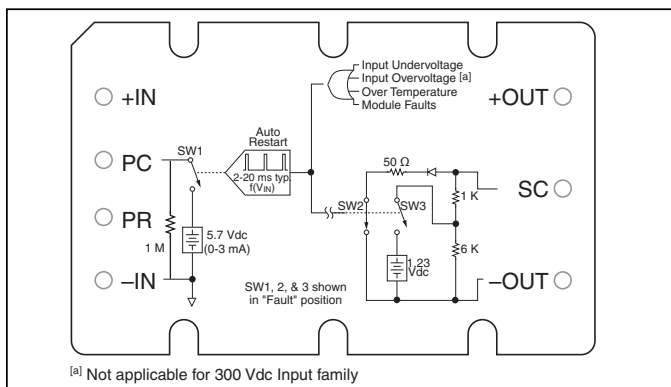 Input Undervoltage
Input Overvoltage [a]
Over Temperature
Module Faults
+IN
+OUT
Auto
Restart
SW1
PC
50 Ω
2-20 ms typ.
f(VIN)
SC
SW2
SW3
1 K
PR
5.7 Vdc
(0-3 mA)
1 M
6 K
1.23
Vdc
–IN
–OUT
SW1, 2, & 3 shown
in "Fault" position
[a] Not applicable for 300 Vdc Input family